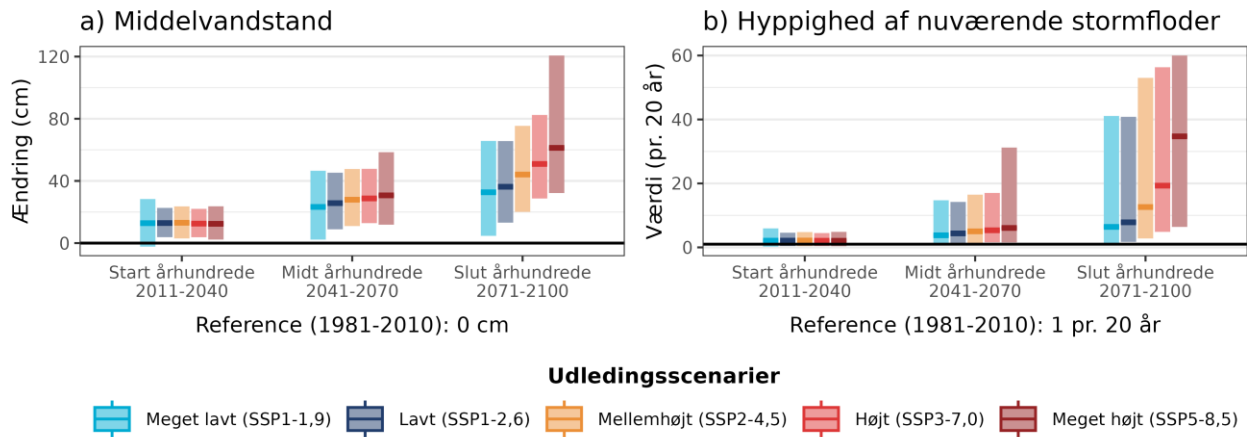 a) Middelvandstand
Ændring (cm)
120
80
40
0
Start århundrede
2011-2040
Midt århundrede
2041-2070
Slut århundrede
2071-2100
Reference (1981-2010): 0 cm
b) Hyppighed af nuværende stormfloder
Værdi (pr. 20 år)
60
40
20
0
Start århundrede
2011-2040
Midt århundrede
2041-2070
Slut århundrede
2071-2100
Reference (1981-2010): 1 pr. 20 år
Udledingsscenarier
Meget lavt (SSP1-1,9)
Lavt (SSP1-2,6)
Mellemhøjt (SSP2-4,5)
Højt (SSP3-7,0)
Meget højt (SSP5-8,5)